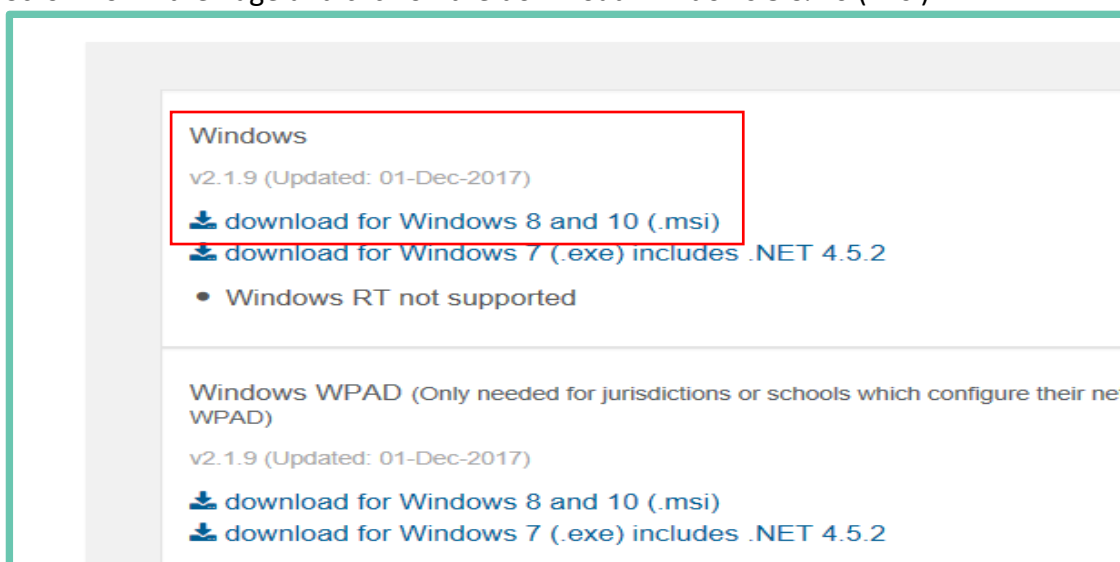 Windows
v2.1.9 (Updated: 01-Dec-2017)
download for Windows 8 and 10 (.msi)
download for Windows 7 (.exe) includes .NET 4.5.2
• Windows RT not supported
Windows WPAD (Only needed for jurisdictions or schools which configure their
WPAD)
v2.1.9 (Updated: 01-Dec-2017)
download for Windows 8 and 10 (.msi)
download for Windows 7 (.exe) includes .NET 4.5.2